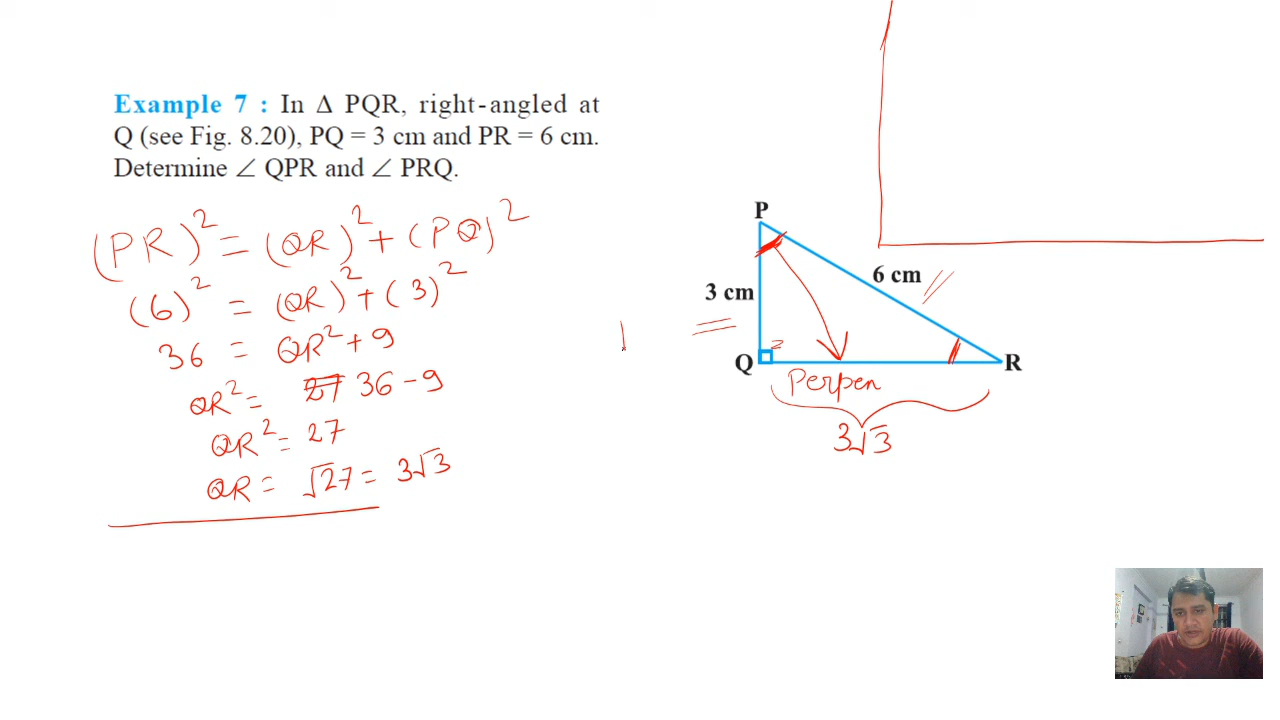 Example 7 : In Δ PQR, right-angled at
Q (see Fig. 8.20), PQ = 3 cm and PR = 6 cm.
Determine ∠ QPR and ∠ PRQ.
(PR)² = (QR)² + (PQ)²
(6)² = (QR)² + (3)²
36 = QR² + 9
QR² = 27 36 - 9
QR² = 27
QR = √27 = 3√3
P
6 cm
3 cm
Q
R
Perpen
3√3